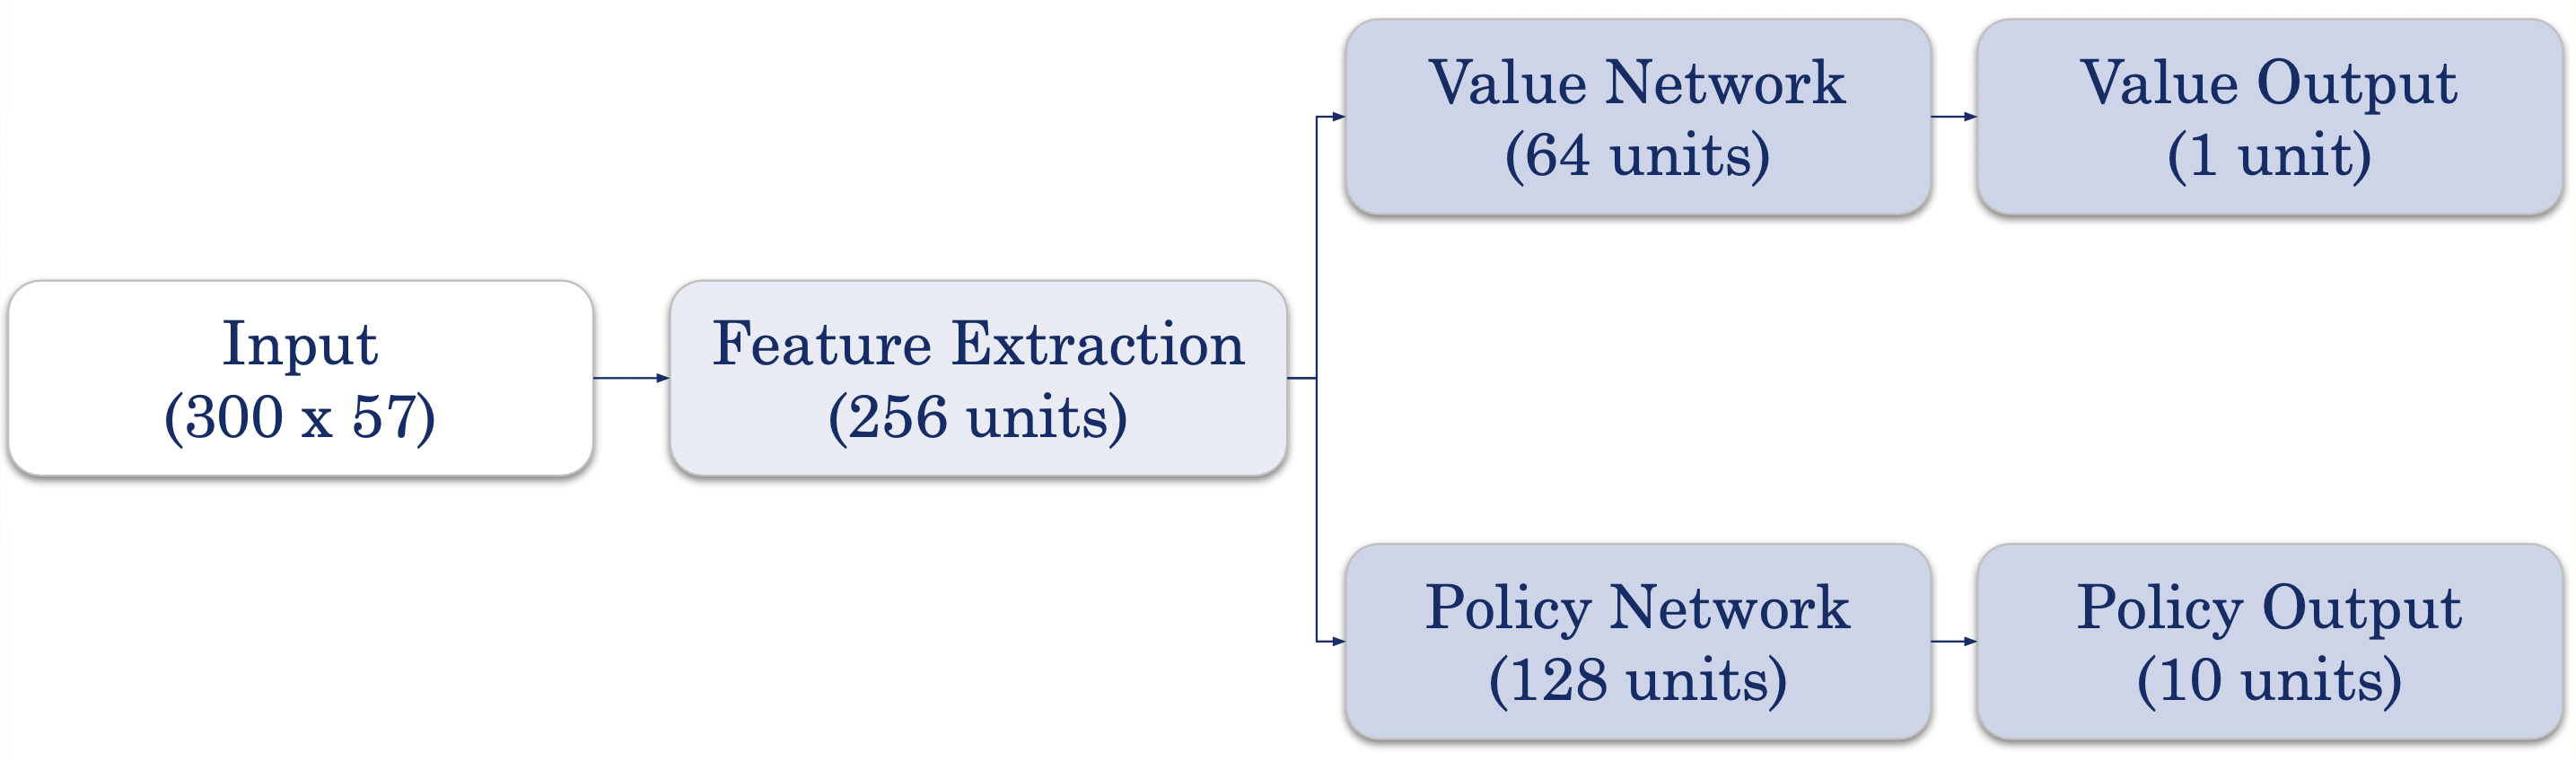 Input
(300 x 57)
Feature Extraction
(256 units)
Value Network
(64 units)
Value Output
(1 unit)
Policy Network
(128 units)
Policy Output
(10 units)